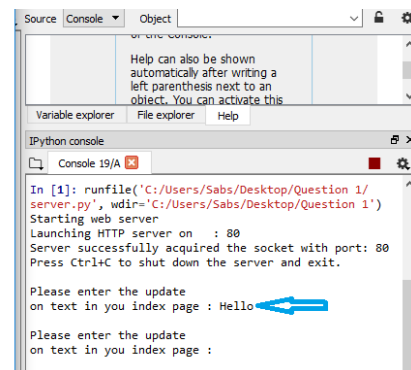 Source Console Object
of the Console.
Help can also be shown
automatically after writing a
left parenthesis next to an
object. You can activate this
Variable explorer File explorer Help
IPython console
Console 19/A
In [1]: runfile('C:/Users/Sabs/Desktop/Question 1/
server.py', wdir='C:/Users/Sabs/Desktop/Question 1')
Starting web server
Launching HTTP server on   : 80
Server successfully acquired the socket with port: 80
Press Ctrl+C to shut down the server and exit.
Please enter the update
on text in you index page : Hello
Please enter the update
on text in you index page :